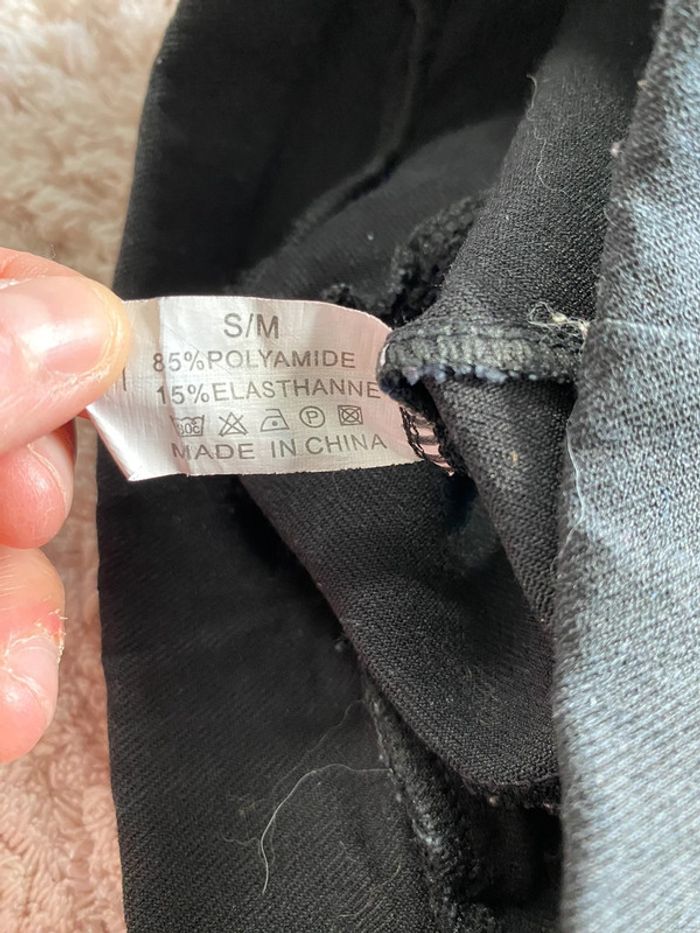 S/M
85%POLYAMIDE
15%ELASTHANNE
P
MADE IN CHINA